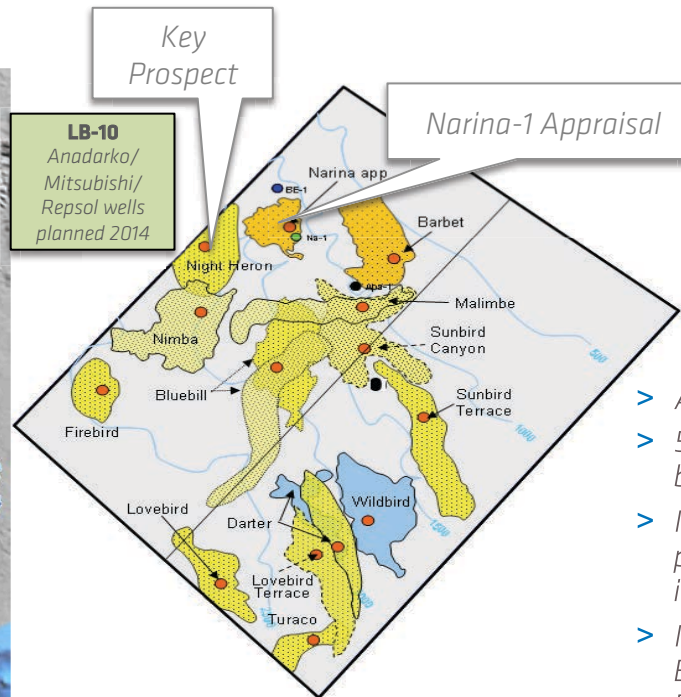 Key
Prospect
LB-10
Anadarko/
Mitsubishi/
Repsol wells
planned 2014
Narina-1 Appraisal
Narina app
BE-1
Na-1
Barbet
Night Heron
Apa-1
Malimbe
Nimba
Sunbird
Canyon
500
Bluebill
Sunbird
Terrace
1000
Firebird
1500
Lovebird
Darter
Wildbird
Lovebird
Terrace
Turaco
>
>
>
>